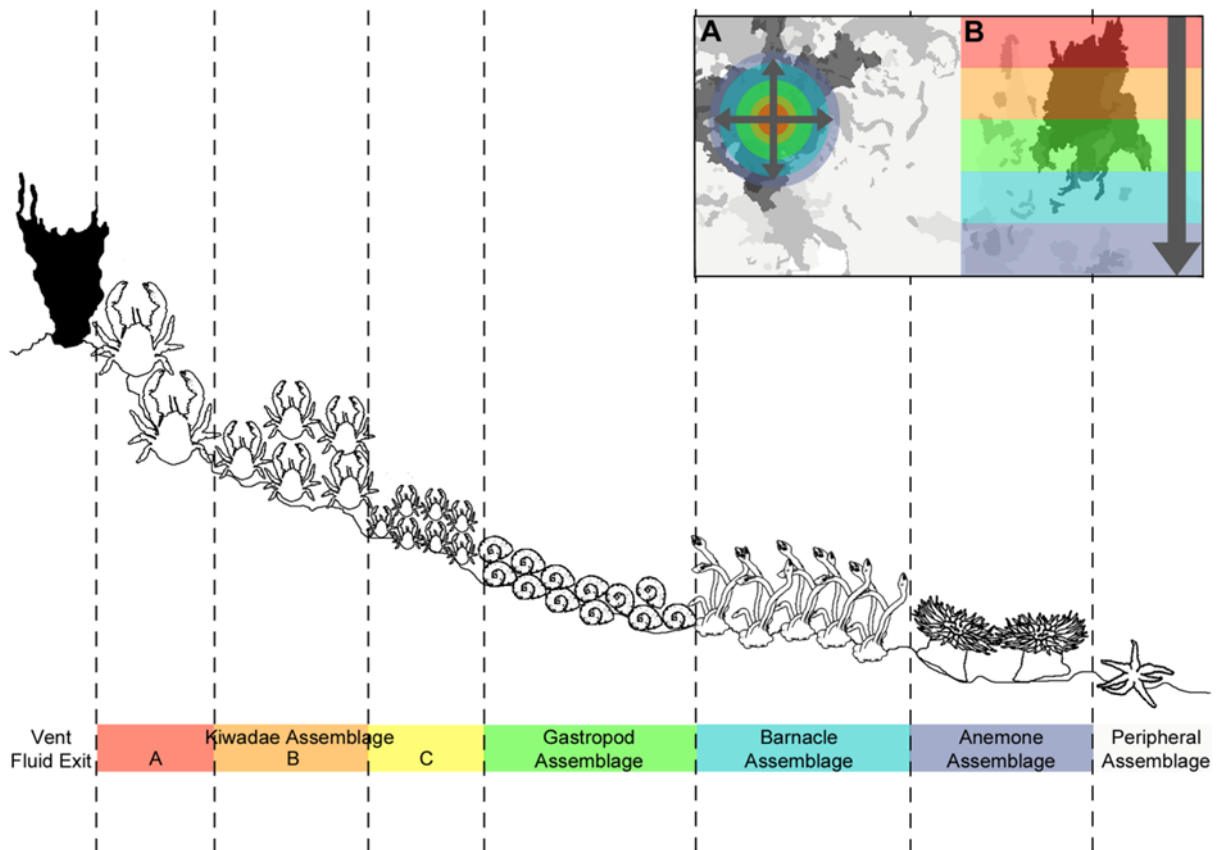 A
B
Vent
Fluid Exit
Kiwadae Assemblage
A
B
C
Gastropod
Assemblage
Barnacle
Assemblage
Anemone
Assemblage
Peripheral
Assemblage